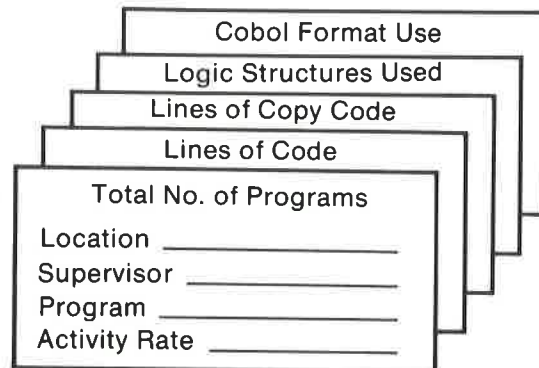 Cobol Format Use
Logic Structures Used
Lines of Copy Code
Lines of Code
Total No. of Programs
Location
Supervisor
Program
Activity Rate